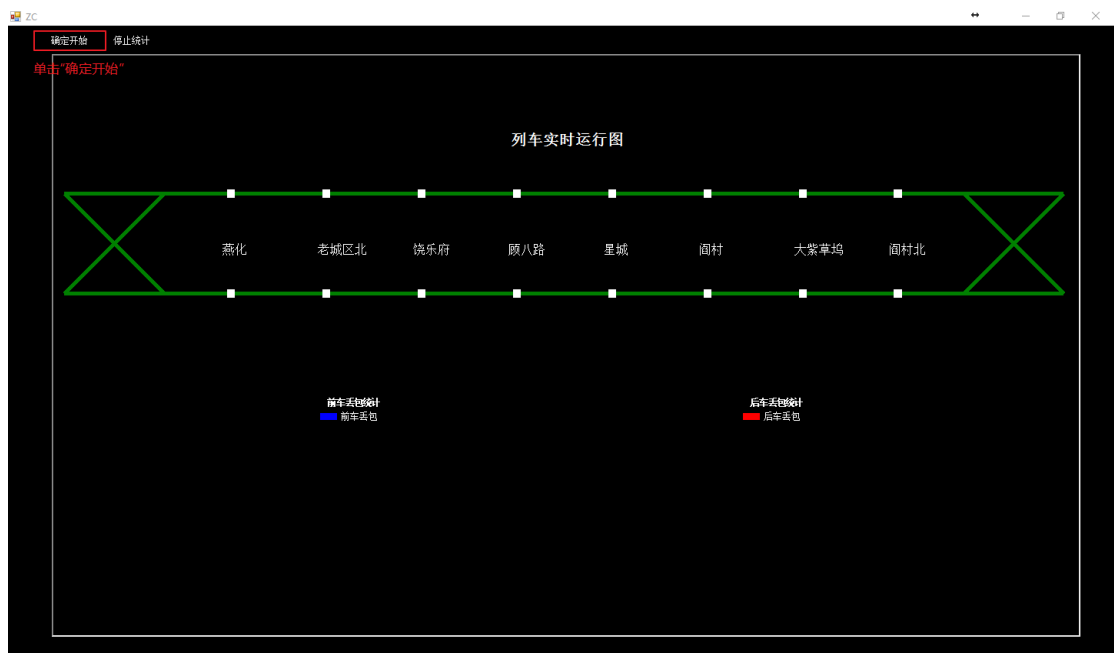 ZC
确定开始 停止统计
单击“确定开始”
列车实时运行图
燕化 老城区北 饶乐府 顾八路 星城 阎村 大紫草坞 阎村北
前车丢包统计 后车丢包统计
前车丢包 后车丢包